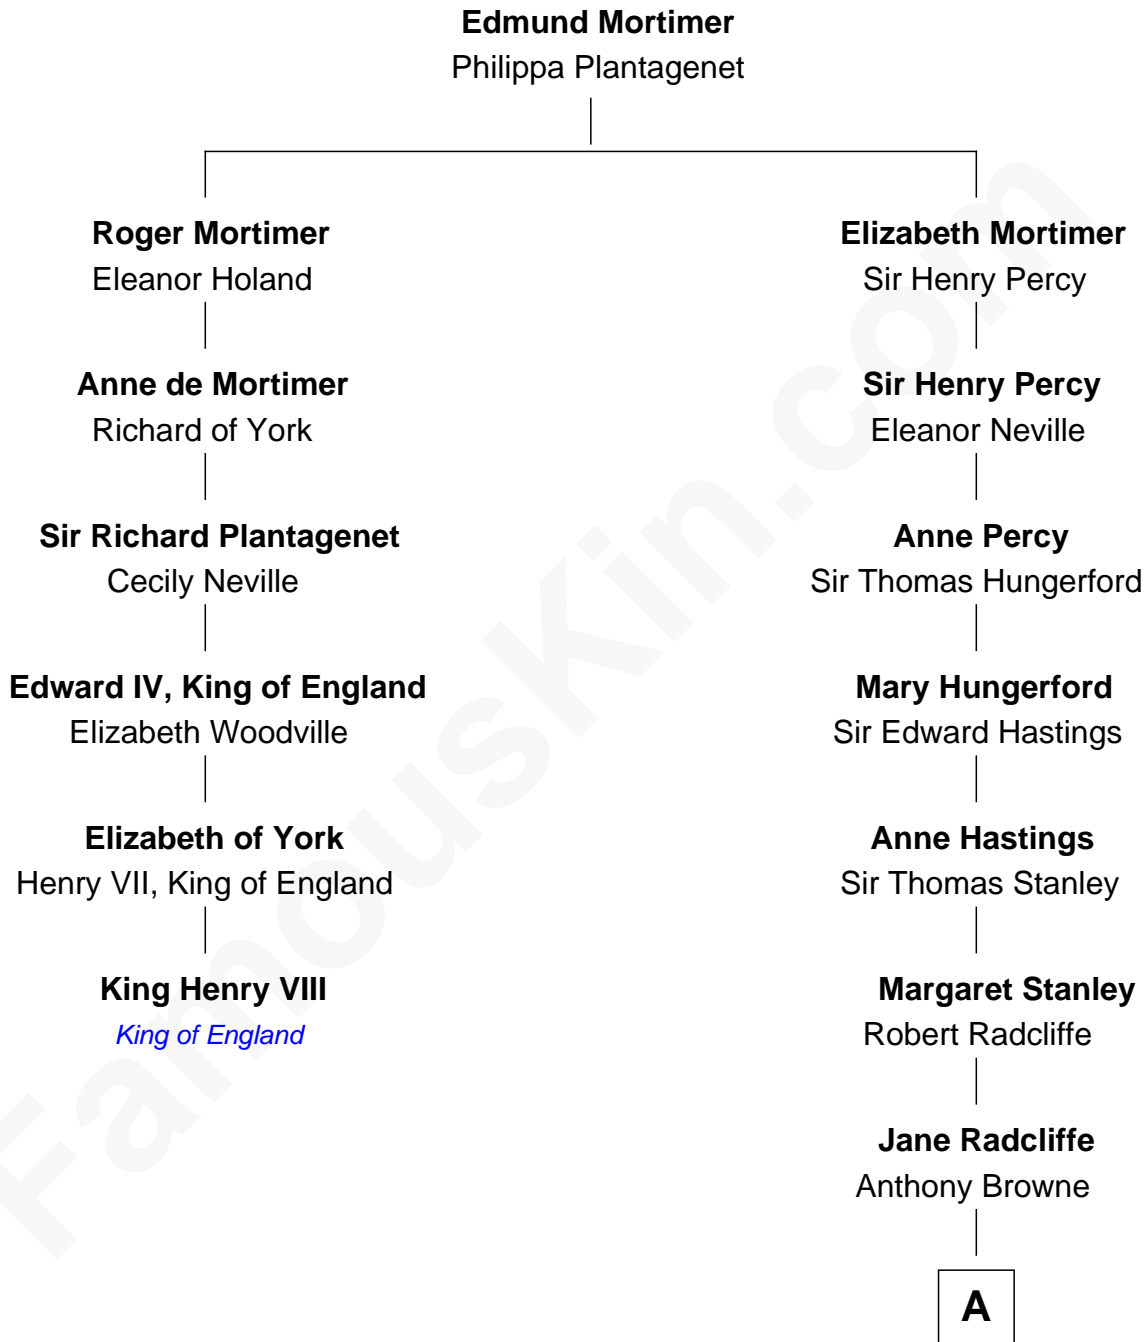 Edmund Mortimer
Philippa Plantagenet
Roger Mortimer
Eleanor Holand
Elizabeth Mortimer
Sir Henry Percy
Anne de Mortimer
Richard of York
Sir Henry Percy
Eleanor Neville
Sir Richard Plantagenet
Cecily Neville
Anne Percy
Sir Thomas Hungerford
Edward IV, King of England
Elizabeth Woodville
Mary Hungerford
Sir Edward Hastings
Elizabeth of York
Henry VII, King of England
Anne Hastings
Sir Thomas Stanley
King Henry VIII
King of England
Margaret Stanley
Robert Radcliffe
Jane Radcliffe
Anthony Browne
A
FamousKin.com